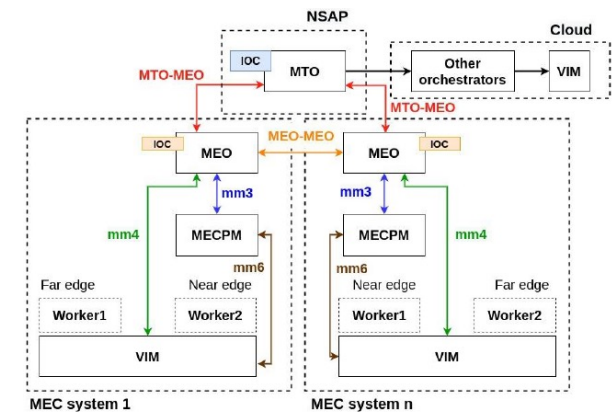 NSAP
Cloud
IOC
MTO
Other
orchestrators
VIM
MTO-MEO
MTO-MEO
IOC
MEO
MEO-MEO
MEO
IOC
mm3
mm3
mm4
MECPM
MECPM
mm4
mm6
mm6
Far edge
Near edge
Near edge
Far edge
Worker1
Worker2
Worker1
Worker2
VIM
VIM
MEC system 1
MEC system n